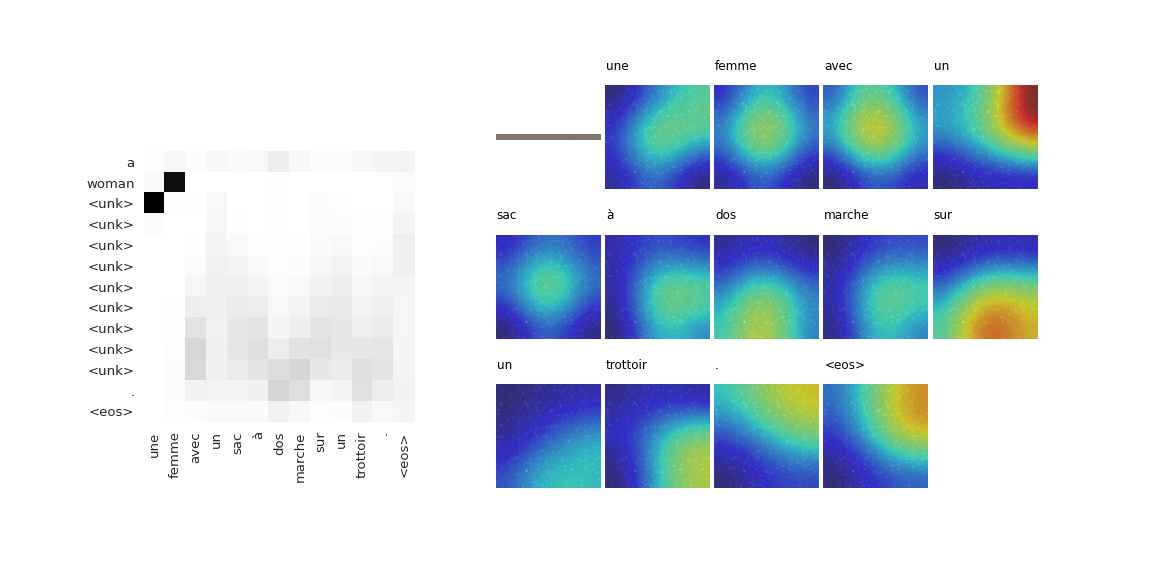 a
woman
<unk>
<unk>
<unk>
<unk>
<unk>
<unk>
<unk>
<unk>
<unk>
.
<eos>
une femme avec un sac à dos marche sur un trottoir . <eos>
une femme avec un
sac à dos marche sur
un trottoir . <eos>